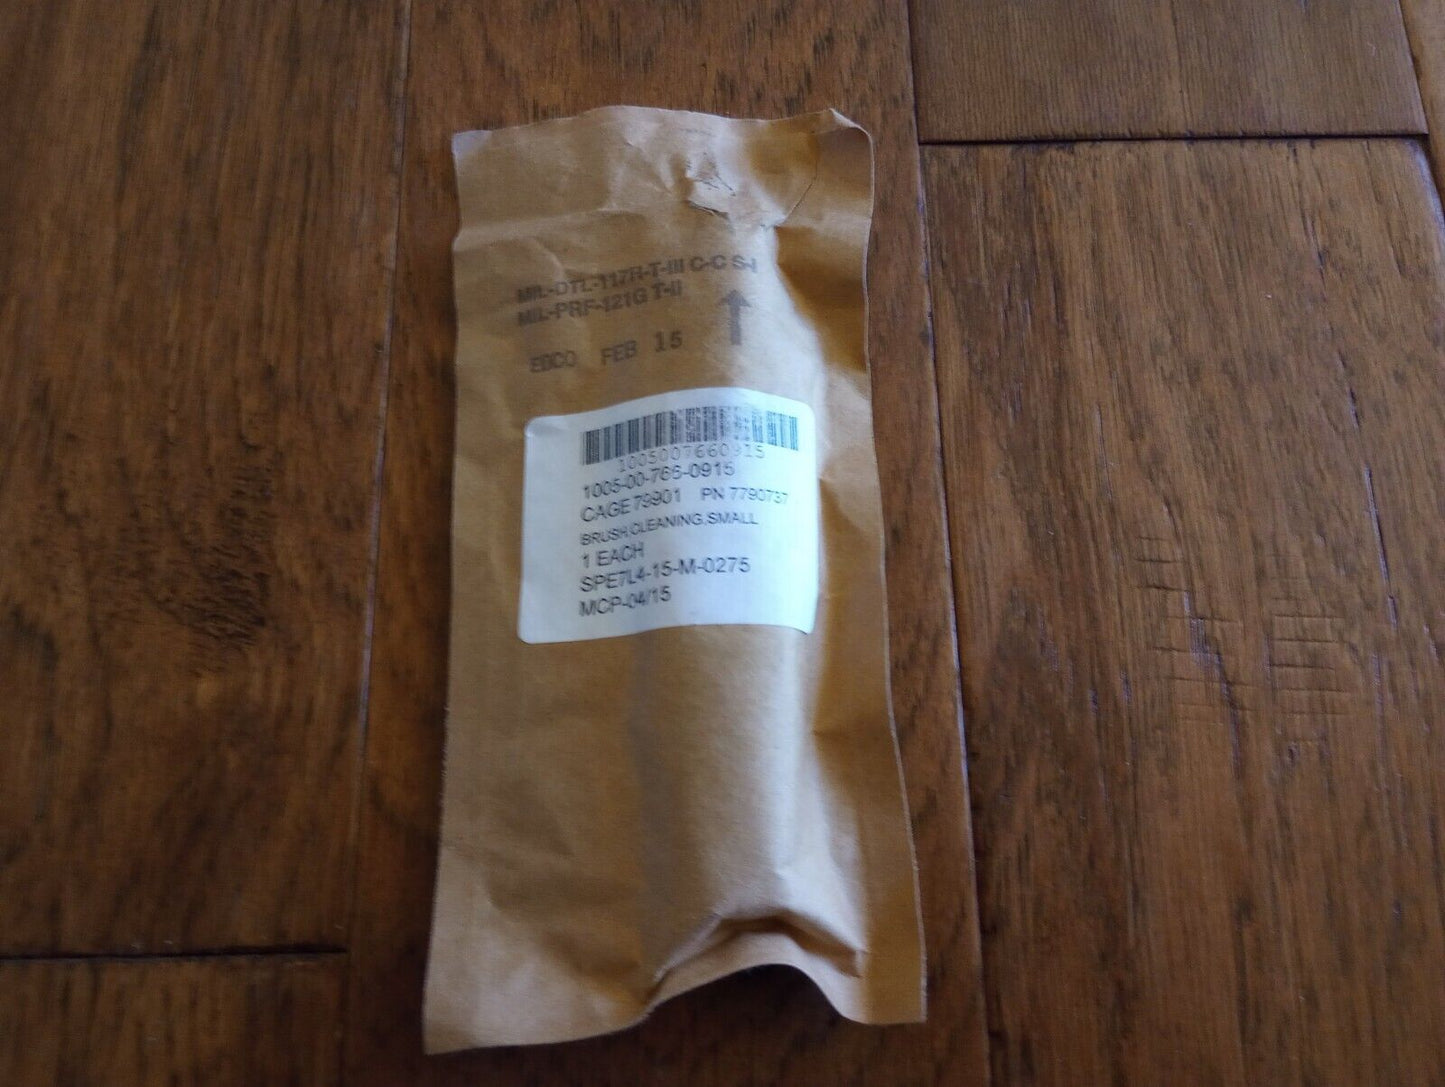 MIL-DTL-117H-T-III C-C S-I
MIL-PRF-121G T-II
EDCO FEB 15
1005007660915
1005-00-766-0915
CAGE 79901 PN 7790737
BRUSH,CLEANING,SMALL
1 EACH
SPE7L4-15-M-0275
MCP-04/15